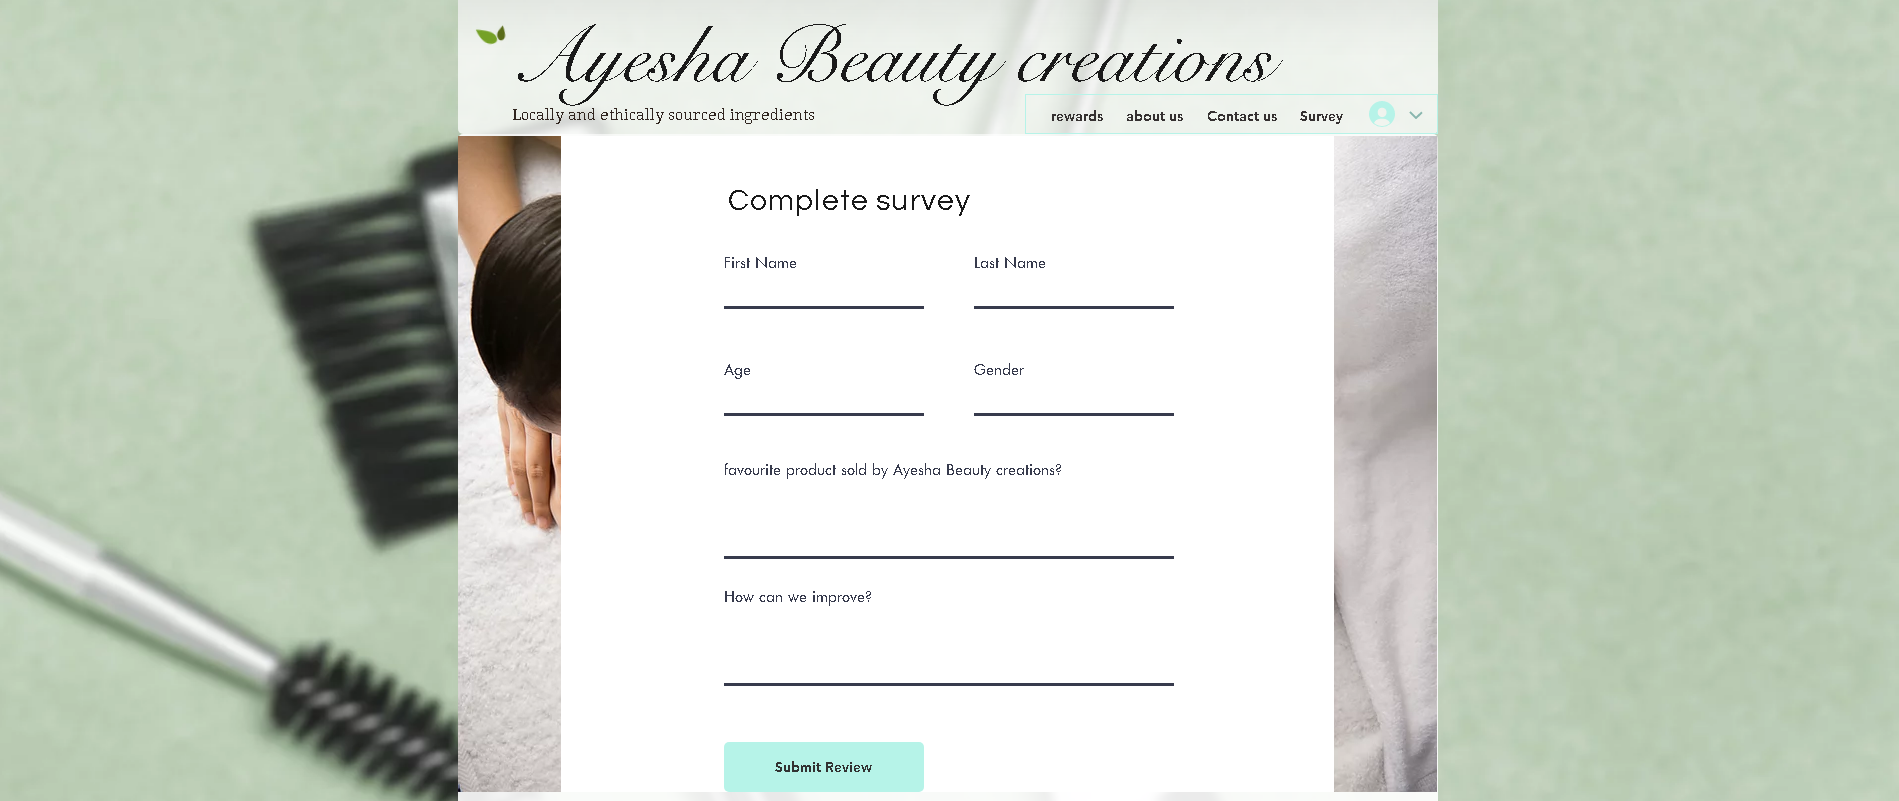 Ayesha Beauty creations
Locally and ethically sourced ingredients
rewards about us Contact us Survey
Complete survey
First Name Last Name
Age Gender
favourite product sold by Ayesha Beauty creations?
How can we improve?
Submit Review